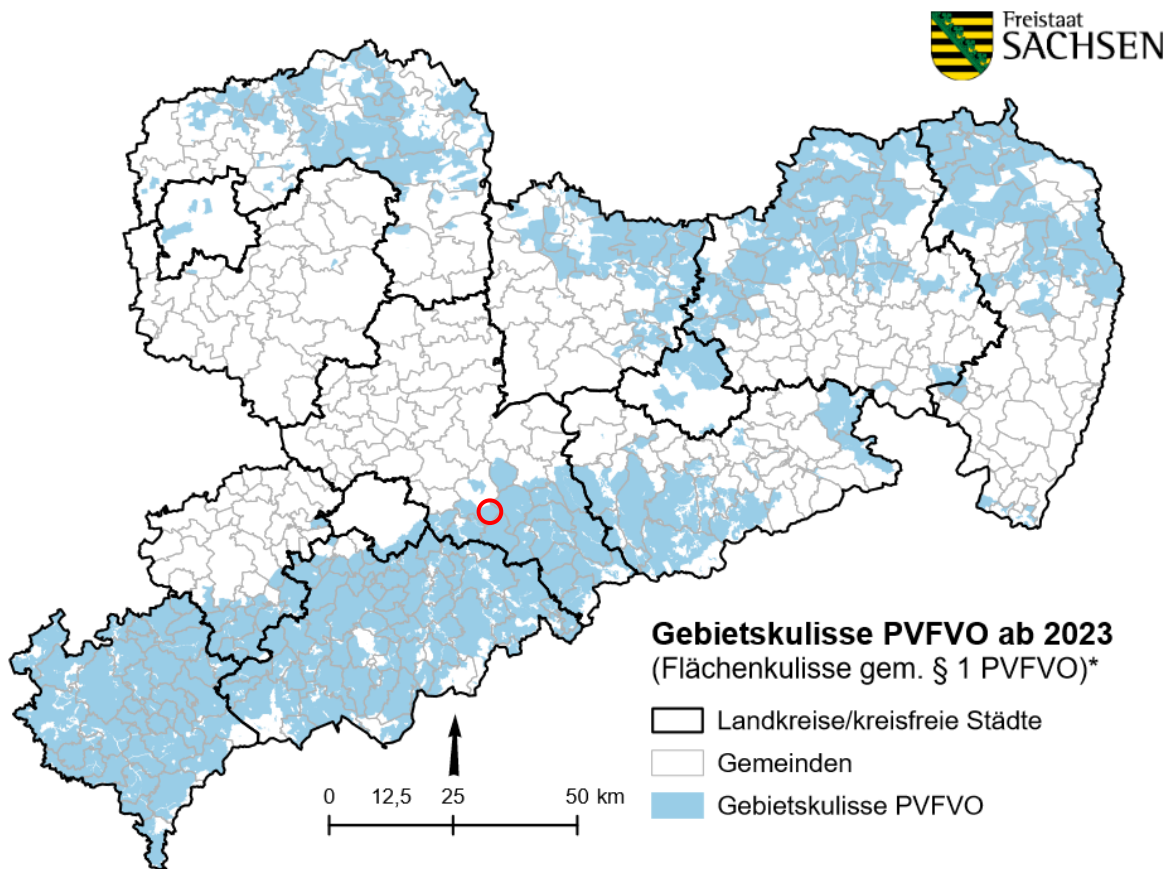 Freistaat
SACHSEN
Gebietskulisse PVFVO ab 2023
(Flächenkulisse gem. § 1 PVFVO)*
Landkreise/kreisfreie Städte
Gemeinden
Gebietskulisse PVFVO
0 12,5 25 50 km